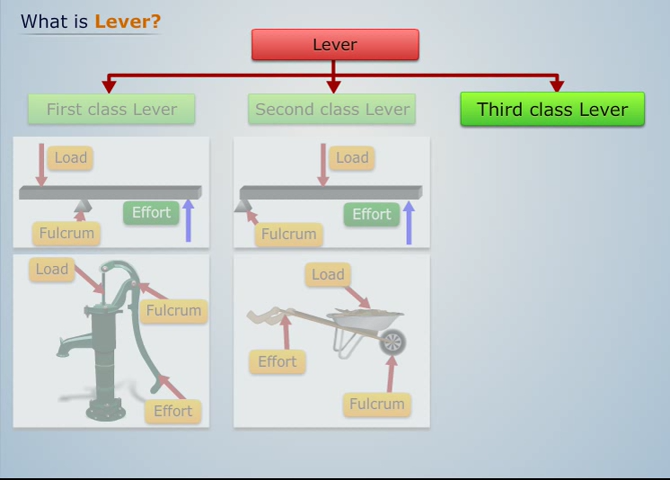 What is Lever?
Lever
First class Lever
Second class Lever
Third class Lever
Load
Effort
Fulcrum
Load
Effort
Fulcrum
Load
Fulcrum
Effort
Load
Effort
Fulcrum